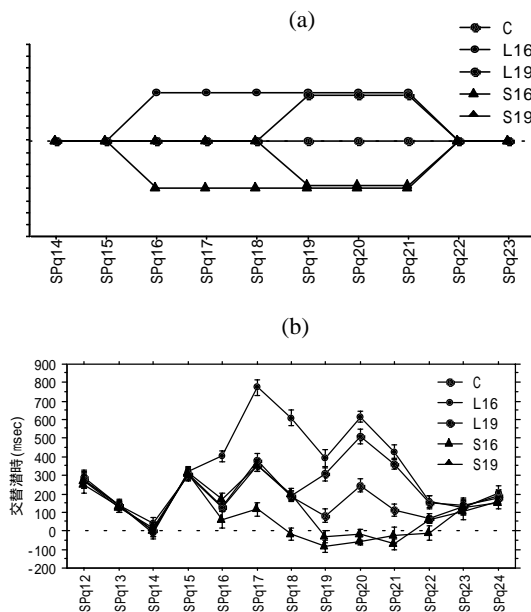 (a)
C
L16
L19
S16
S19
SPq14
SPq15
SPq16
SPq17
SPq18
SPq19
SPq20
SPq21
SPq22
SPq23
(b)
900
800
700
600
500
400
300
200
100
0
-100
-200
交替潜時(msec)
C
L16
L19
S16
S19
SPq12
SPq13
SPq14
SPq15
SPq16
SPq17
SPq18
SPq19
SPq20
SPq21
SPq22
SPq23
SPq24